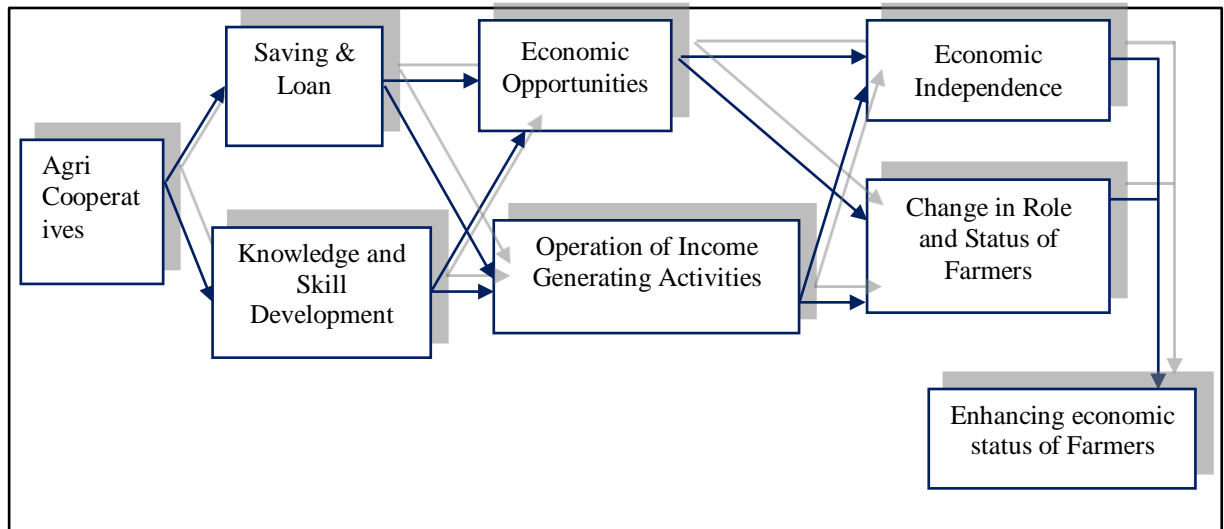 Agri
Cooperat
ives
Saving &
Loan
Knowledge and
Skill
Development
Economic
Opportunities
Operation of Income
Generating Activities
Economic
Independence
Change in Role
and Status of
Farmers
Enhancing economic
status of Farmers